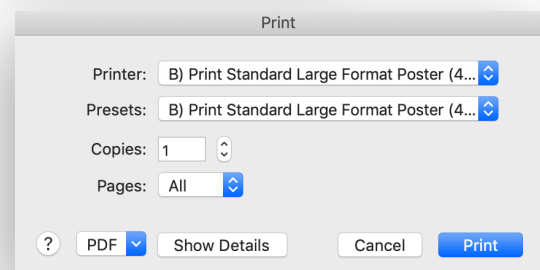 Print
Printer: B) Print Standard Large Format Poster (4...
Presets: B) Print Standard Large Format Poster (4...
Copies: 1
Pages: All
? PDF Show Details Cancel Print